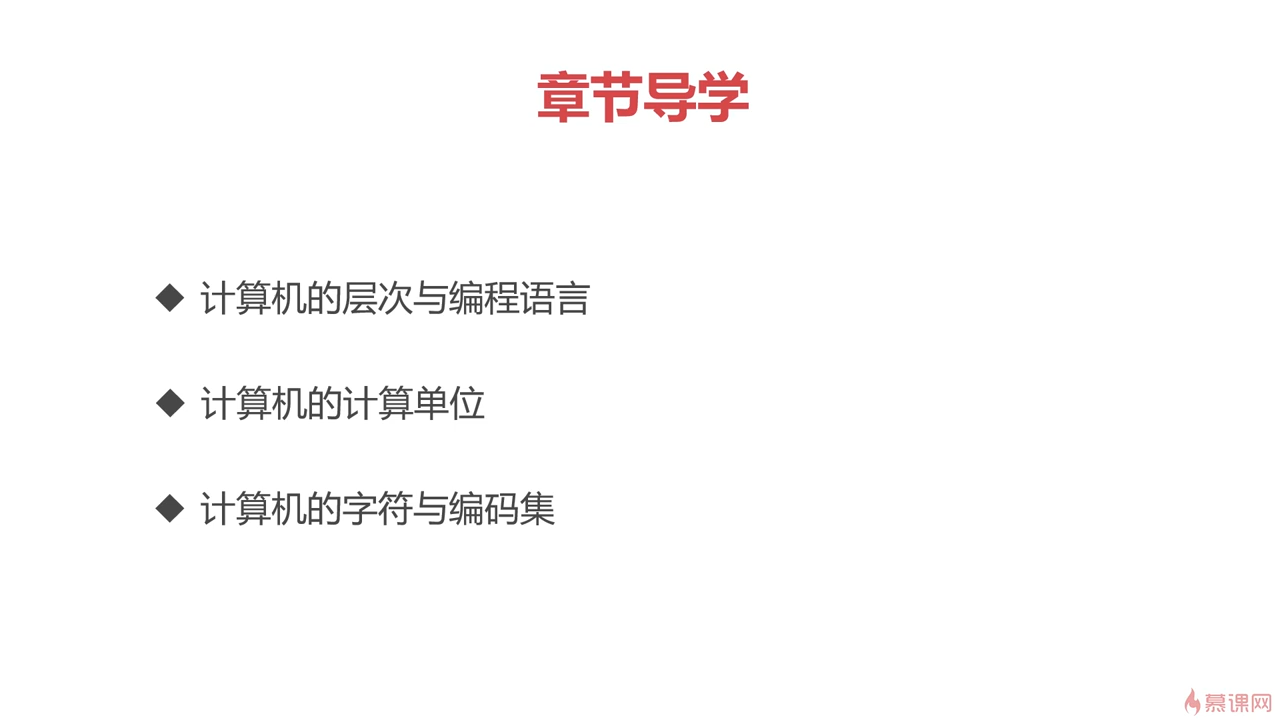 章节导学
◆ 计算机的层次与编程语言
◆ 计算机的计算单位
◆ 计算机的字符与编码集
慕课网